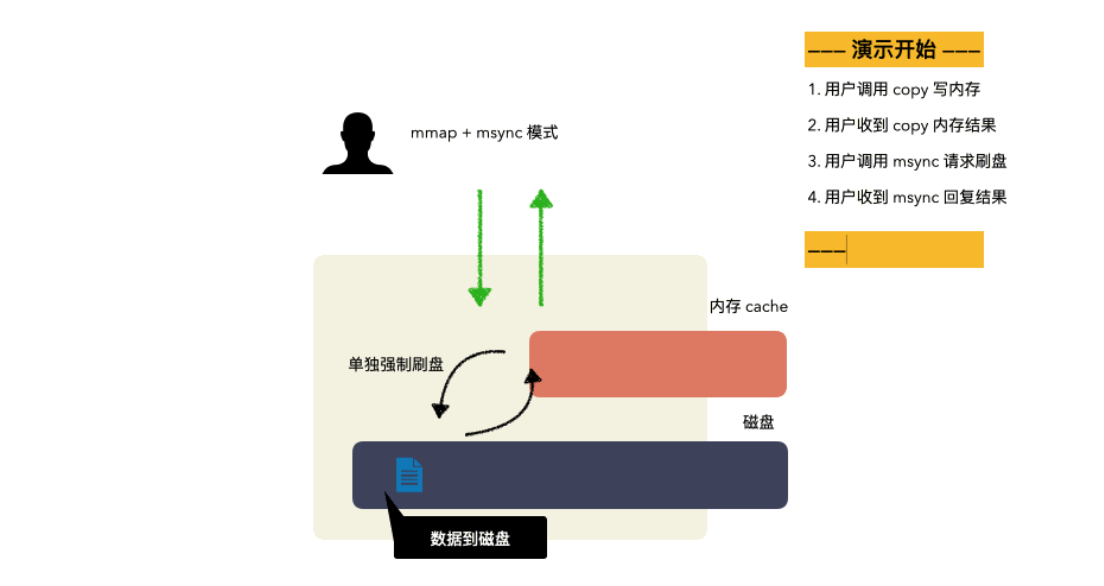 ––– 演示开始 –––
1. 用户调用 copy 写内存
mmap + msync 模式
2. 用户收到 copy 内存结果
3. 用户调用 msync 请求刷盘
4. 用户收到 msync 回复结果
–––
内存 cache
单独强制刷盘
磁盘
数据到磁盘